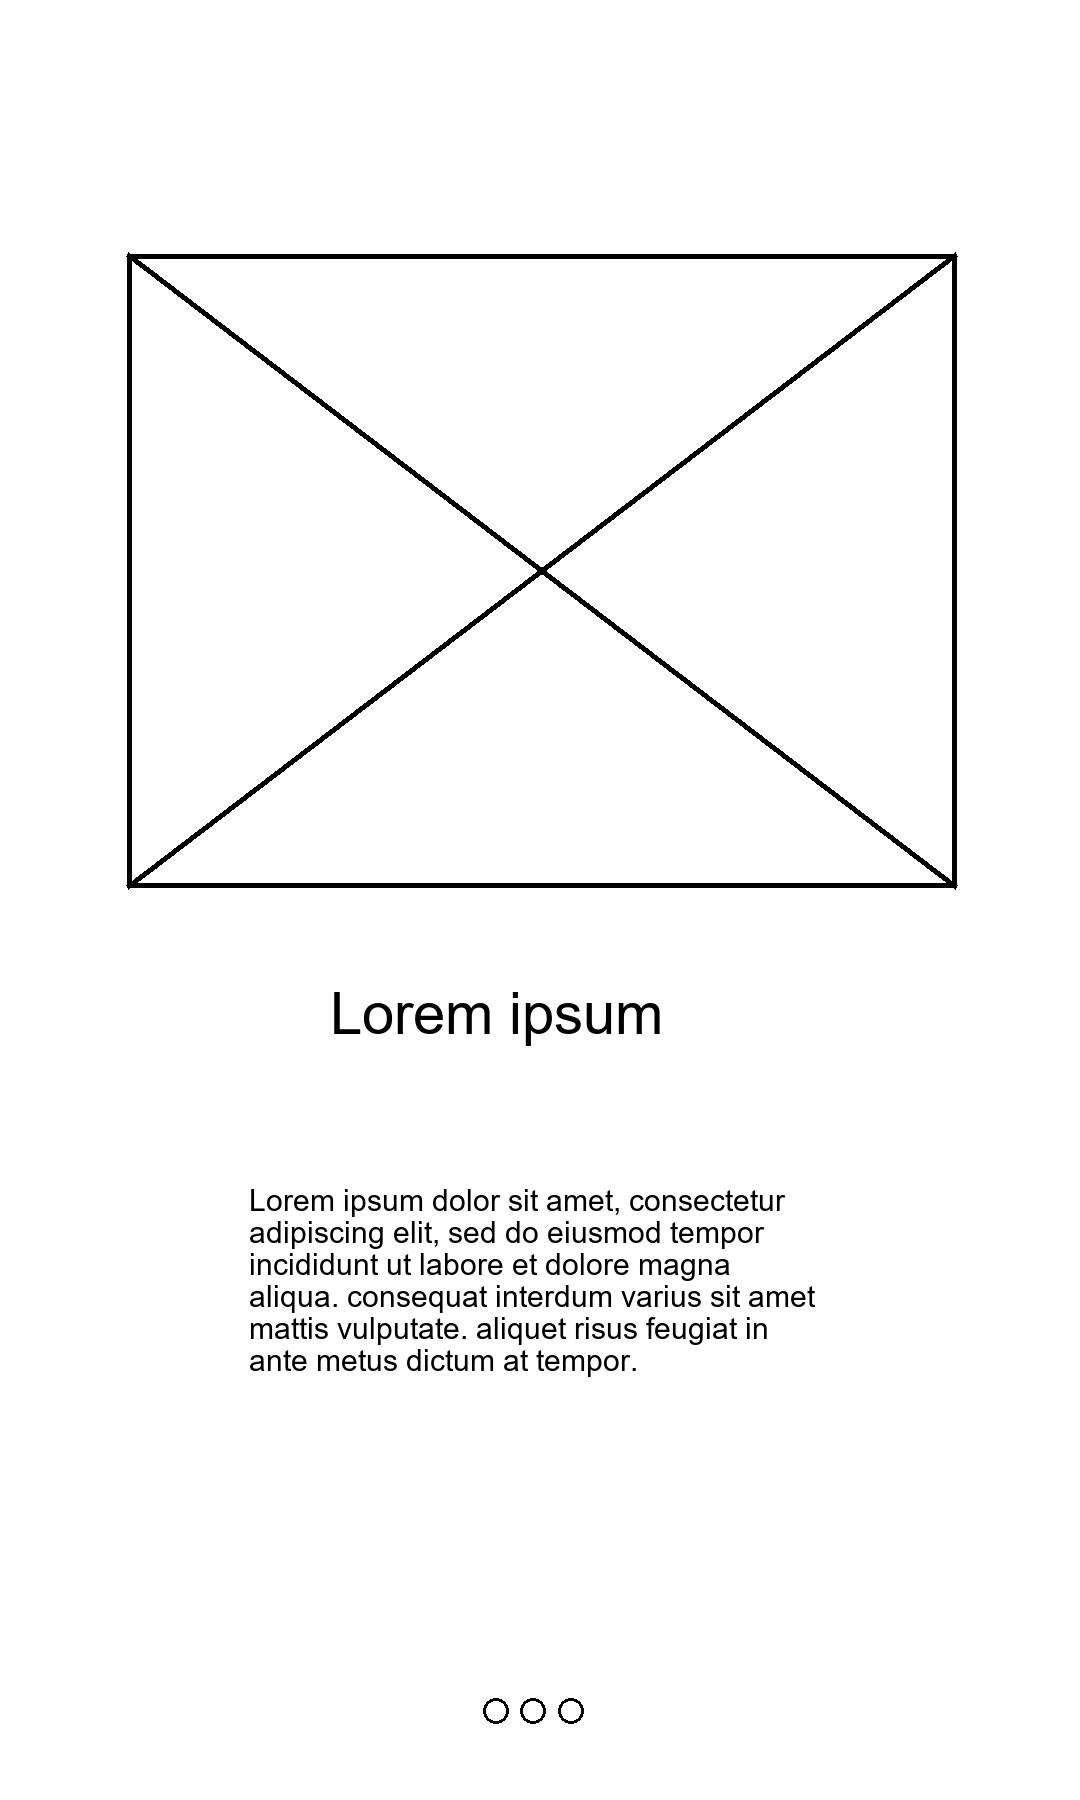 Lorem ipsum
Lorem ipsum dolor sit amet, consectetur
adipiscing elit, sed do eiusmod tempor
incididunt ut labore et dolore magna
aliqua. consequat interdum varius sit amet
mattis vulputate. aliquet risus feugiat in
ante metus dictum at tempor.